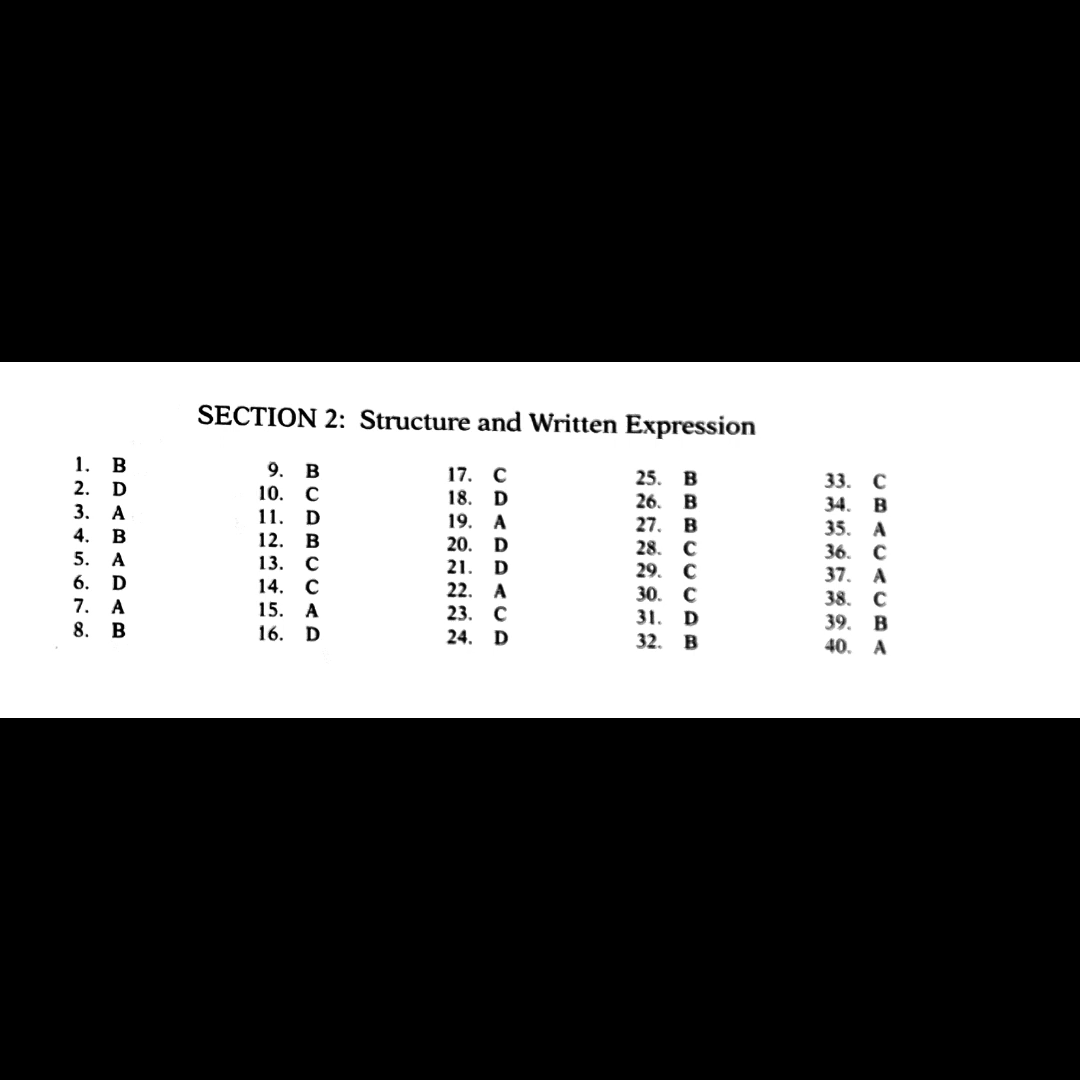 SECTION 2: Structure and Written Expression
1. B
2. D
3. A
4. B
5. A
6. D
7. A
8. B
9. B
10. C
11. D
12. B
13. C
14. C
15. A
16. D
17. C
18. D
19. A
20. D
21. D
22. A
23. C
24. D
25. B
26. B
27. B
28. C
29. C
30. C
31. D
32. B
33. C
34. B
35. A
36. C
37. A
38. C
39. B
40. A